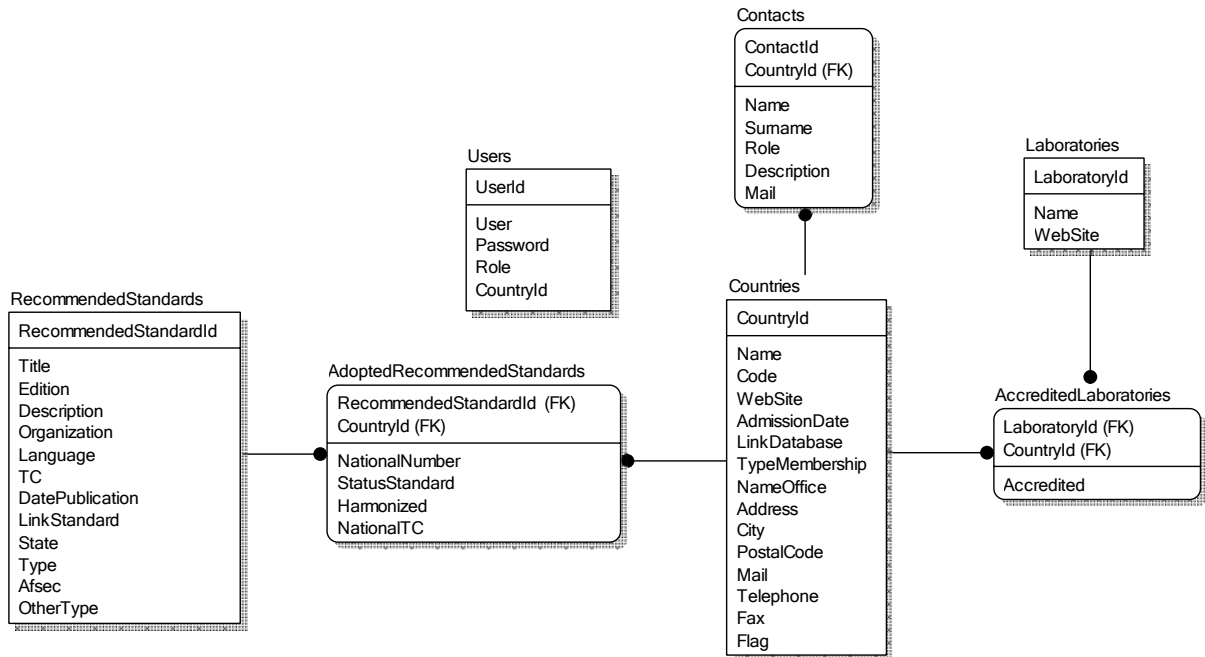 Contacts
ContactId
CountryId (FK)
Name
Surname
Role
Description
Mail
Users
UserId
User
Password
Role
CountryId
Laboratories
LaboratoryId
Name
WebSite
RecommendedStandards
RecommendedStandardId
Title
Edition
Description
Organization
Language
TC
DatePublication
LinkStandard
State
Type
Afsec
OtherType
AdoptedRecommendedStandards
RecommendedStandardId (FK)
CountryId (FK)
NationalNumber
StatusStandard
Harmonized
NationalTC
Countries
CountryId
Name
Code
WebSite
AdmissionDate
LinkDatabase
TypeMembership
NameOffice
Address
City
PostalCode
Mail
Telephone
Fax
Flag
AccreditedLaboratories
LaboratoryId (FK)
CountryId (FK)
Accredited